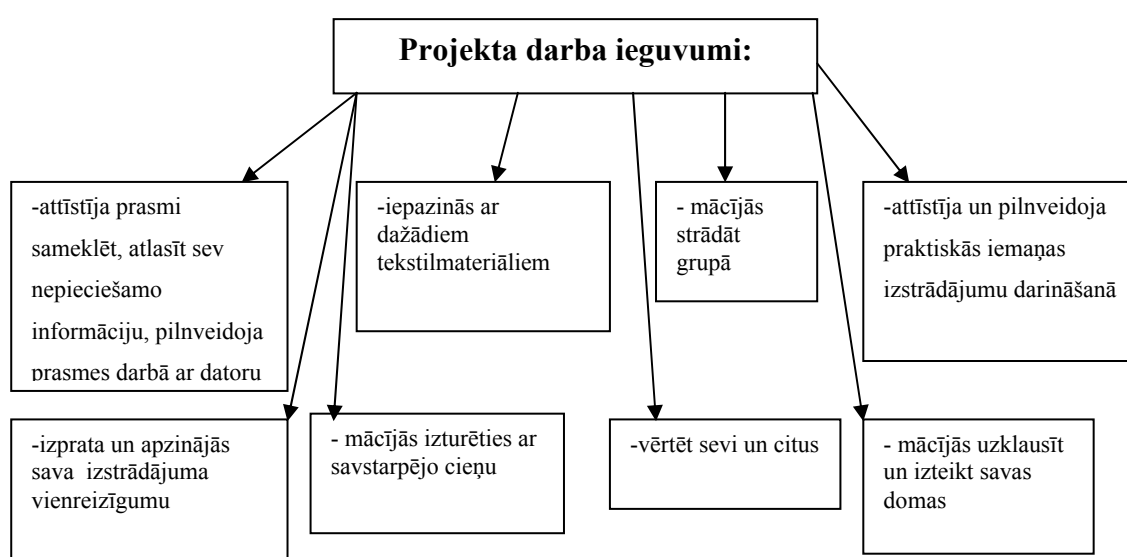 Projekta darba ieguvumi:
-attīstīja prasmi
sameklēt, atlasīt sev
nepieciešamo
informāciju, pilnveidoja
prasmes darbā ar datoru
-iepazinās ar
dažādiem
tekstilmateriāliem
- mācījās
strādāt
grupā
-attīstīja un pilnveidoja
praktiskās iemaņas
izstrādājumu darināšanā
-izprata un apzinājās
sava izstrādājuma
vienreizīgumu
- mācījās izturēties ar
savstarpējo cieņu
-vērtēt sevi un citus
- mācījās uzklausīt
un izteikt savas
domas